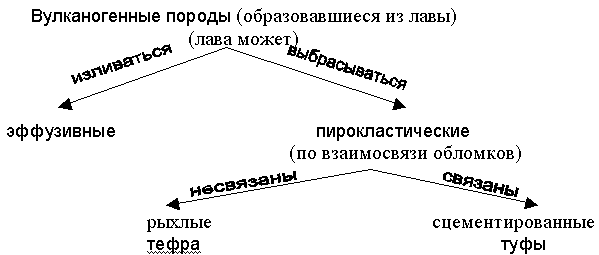 Вулканогенные породы (образовавшиеся из лавы)
(лава может)
изливаться выбрасываться
эффузивные пирокластические
(по взаимосвязи обломков)
несвязаны связаны
рыхлые сцементированные
тефра туфы